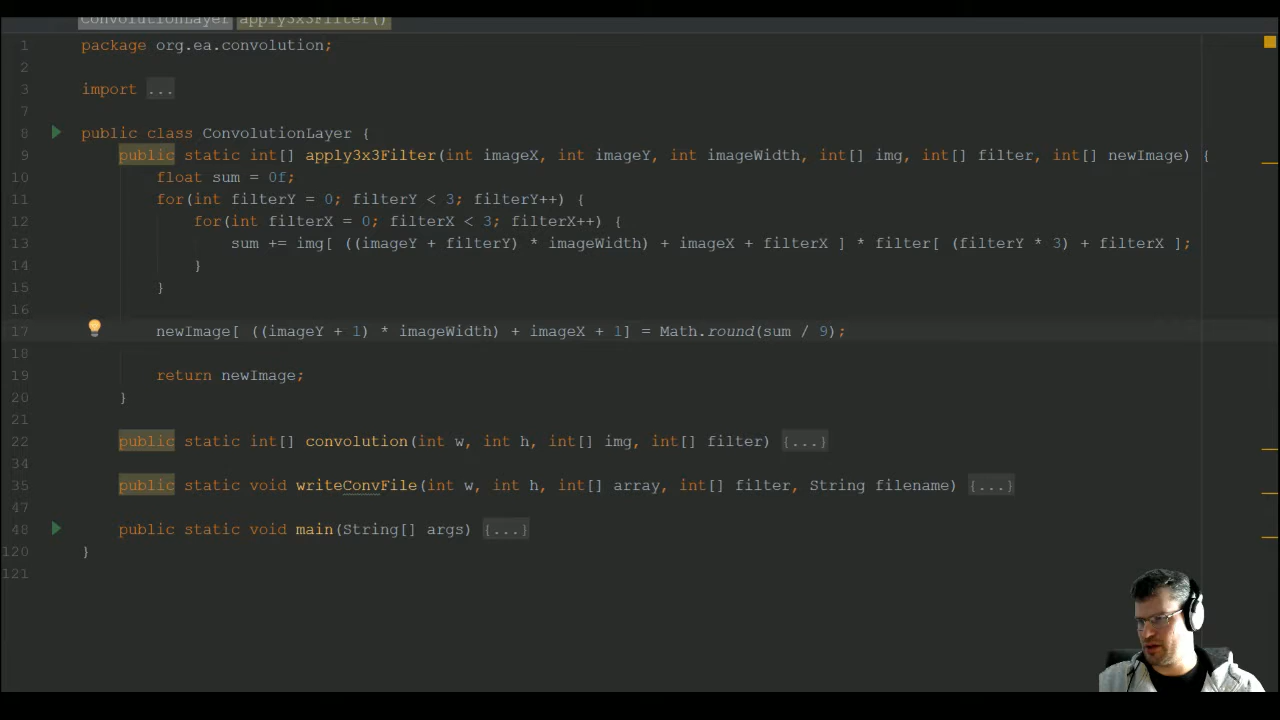 ConvolutionLayer apply3x3Filter()
1 package org.ea.convolution;
2
3 import ...
7
8 public class ConvolutionLayer {
9 public static int[] apply3x3Filter(int imageX, int imageY, int imageWidth, int[] img, int[] filter, int[] newImage) {
10 float sum = 0f;
11 for(int filterY = 0; filterY < 3; filterY++) {
12 for(int filterX = 0; filterX < 3; filterX++) {
13 sum += img[ ((imageY + filterY) * imageWidth) + imageX + filterX ] * filter[ (filterY * 3) + filterX ];
14 }
15 }
16
17 newImage[ ((imageY + 1) * imageWidth) + imageX + 1] = Math.round(sum / 9);
18
19 return newImage;
20 }
21
22 public static int[] convolution(int w, int h, int[] img, int[] filter) {...}
34
35 public static void writeConvFile(int w, int h, int[] array, int[] filter, String filename) {...}
47
48 public static void main(String[] args) {...}
120 }
121